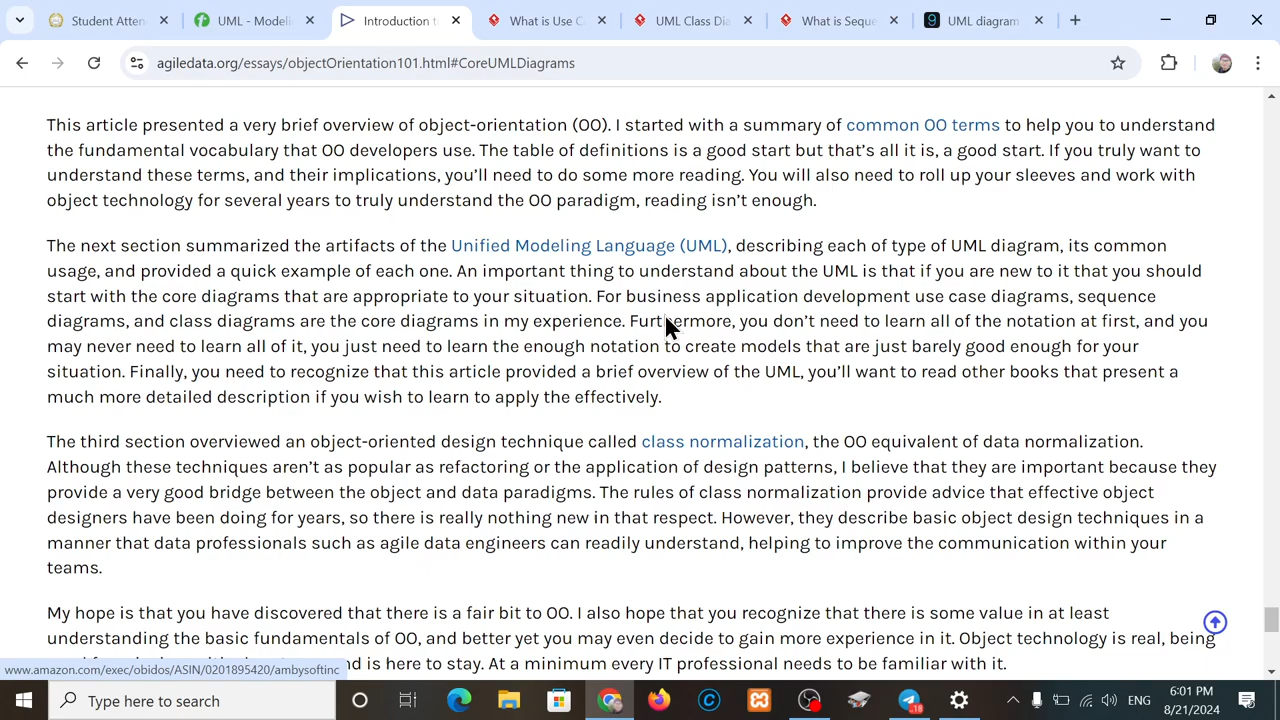 Student Atten
UML - Modeli
Introduction t
What is Use C
UML Class Dia
What is Seque
UML diagram
agiledata.org/essays/objectOrientation101.html#CoreUMLDiagrams
This article presented a very brief overview of object-orientation (OO). I started with a summary of common OO terms to help you to understand
the fundamental vocabulary that OO developers use. The table of definitions is a good start but that's all it is, a good start. If you truly want to
understand these terms, and their implications, you'll need to do some more reading. You will also need to roll up your sleeves and work with
object technology for several years to truly understand the OO paradigm, reading isn't enough.
The next section summarized the artifacts of the Unified Modeling Language (UML), describing each of type of UML diagram, its common
usage, and provided a quick example of each one. An important thing to understand about the UML is that if you are new to it that you should
start with the core diagrams that are appropriate to your situation. For business application development use case diagrams, sequence
diagrams, and class diagrams are the core diagrams in my experience. Furthermore, you don't need to learn all of the notation at first, and you
may never need to learn all of it, you just need to learn the enough notation to create models that are just barely good enough for your
situation. Finally, you need to recognize that this article provided a brief overview of the UML, you'll want to read other books that present a
much more detailed description if you wish to learn to apply the effectively.
The third section overviewed an object-oriented design technique called class normalization, the OO equivalent of data normalization.
Although these techniques aren't as popular as refactoring or the application of design patterns, I believe that they are important because they
provide a very good bridge between the object and data paradigms. The rules of class normalization provide advice that effective object
designers have been doing for years, so there is really nothing new in that respect. However, they describe basic object design techniques in a
manner that data professionals such as agile data engineers can readily understand, helping to improve the communication within your
teams.
My hope is that you have discovered that there is a fair bit to OO. I also hope that you recognize that there is some value in at least
understanding the basic fundamentals of OO, and better yet you may even decide to gain more experience in it. Object technology is real, being
nd is here to stay. At a minimum every IT professional needs to be familiar with it.
www.amazon.com/exec/obidos/ASIN/0201895420/ambysoftinc
Type here to search
ENG
6:01 PM
8/21/2024